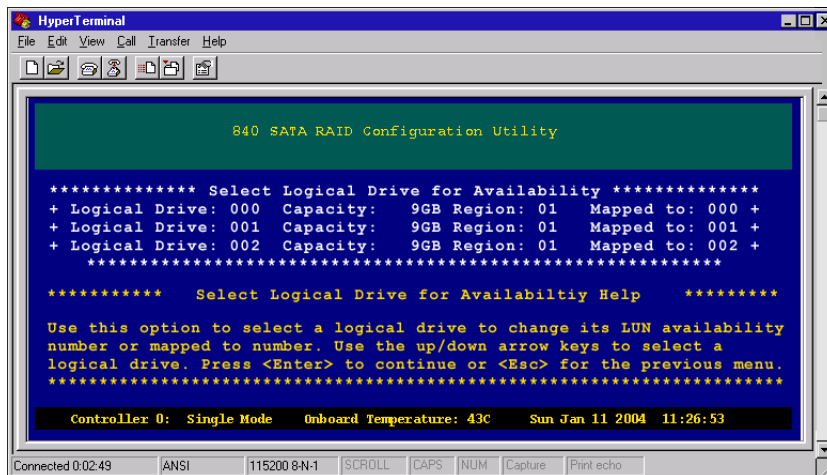 HyperTerminal
File Edit View Call Transfer Help
840 SATA RAID Configuration Utility
************** Select Logical Drive for Availability **************
+ Logical Drive: 000 Capacity: 9GB Region: 01 Mapped to: 000 +
+ Logical Drive: 001 Capacity: 9GB Region: 01 Mapped to: 001 +
+ Logical Drive: 002 Capacity: 9GB Region: 01 Mapped to: 002 +
*************************************************************
*********** Select Logical Drive for Availabiltiy Help *********
Use this option to select a logical drive to change its LUN availability
number or mapped to number. Use the up/down arrow keys to select a
logical drive. Press <Enter> to continue or <Esc> for the previous menu.
***********************************************************************
Controller 0: Single Mode Onboard Temperature: 43C Sun Jan 11 2004 11:26:53
Connected 0:02:49 ANSI 115200 8-N-1 SCROLL CAPS NUM Capture Print echo